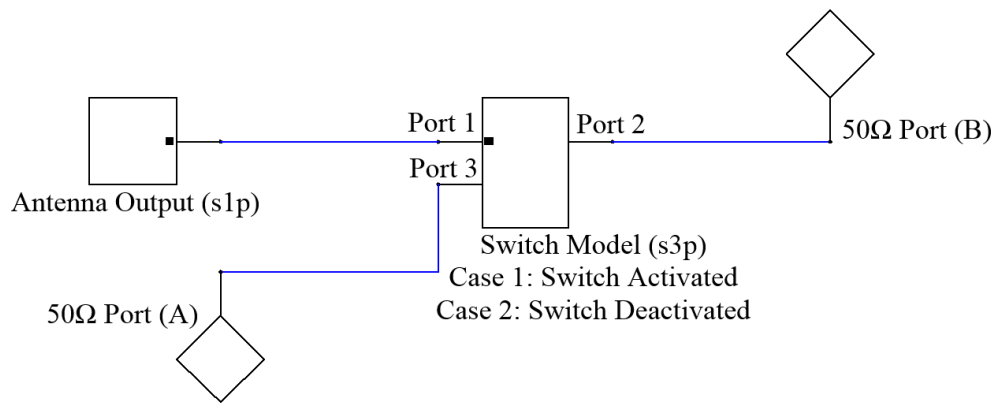 Port 1
Port 2
50Ω Port (B)
Port 3
Antenna Output (s1p)
Switch Model (s3p)
Case 1: Switch Activated
Case 2: Switch Deactivated
50Ω Port (A)